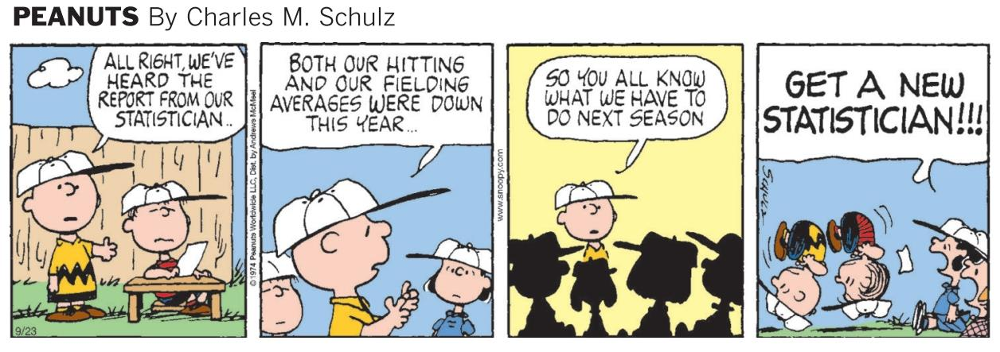 PEANUTS By Charles M. Schulz
ALL RIGHT, WE'VE
HEARD THE
REPORT FROM OUR
STATISTICIAN..
9/23
©1974 Peanuts Worldwide LLC, Dist. by Andrews McMeel
BOTH OUR HITTING
AND OUR FIELDING
AVERAGES WERE DOWN
THIS YEAR...
www.snoopy.com
SO YOU ALL KNOW
WHAT WE HAVE TO
DO NEXT SEASON
GET A NEW
STATISTICIAN!!!
SCHULZ